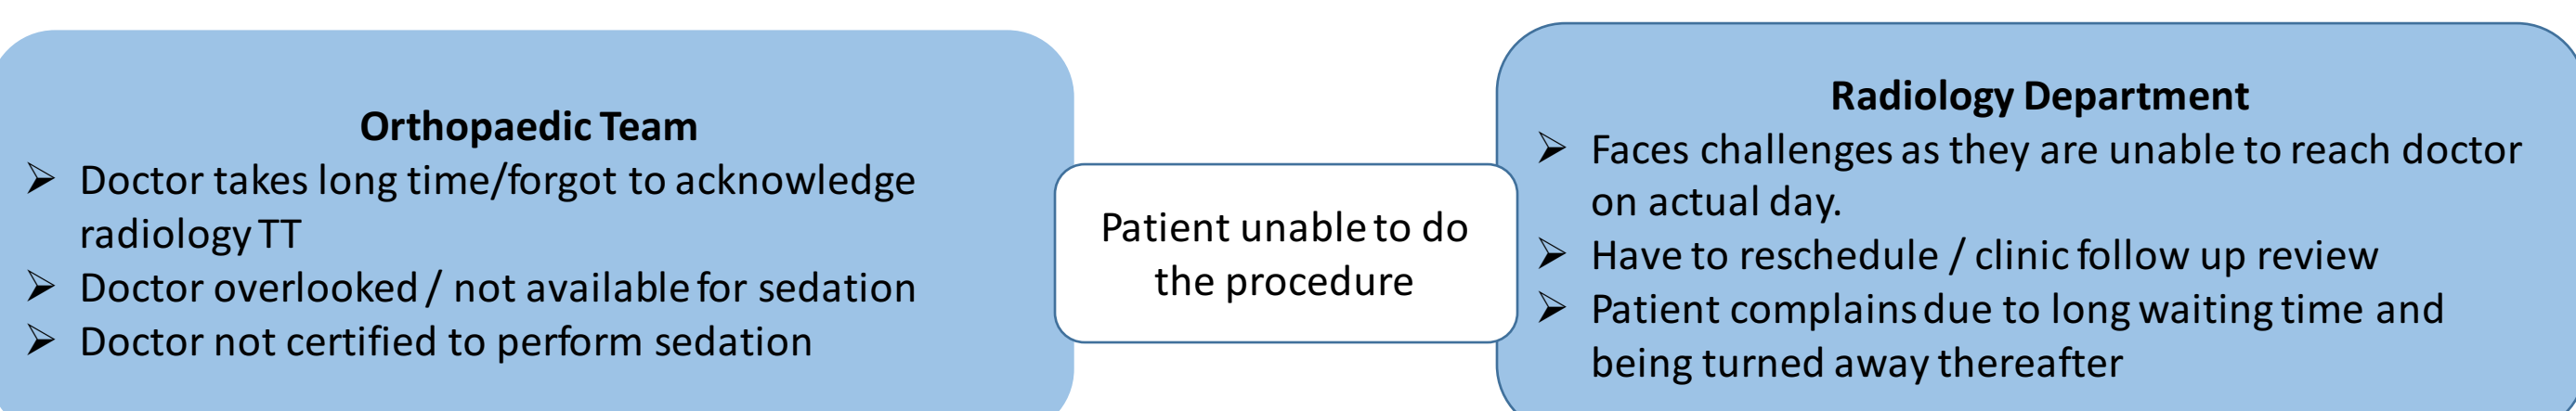 Orthopaedic Team
➢ Doctor takes long time/forgot to acknowledge
radiology TT
➢ Doctor overlooked / not available for sedation
➢ Doctor not certified to perform sedation
Patient unable to do
the procedure
Radiology Department
➢ Faces challenges as they are unable to reach doctor
on actual day.
➢ Have to reschedule / clinic follow up review
➢ Patient complains due to long waiting time and
being turned away thereafter